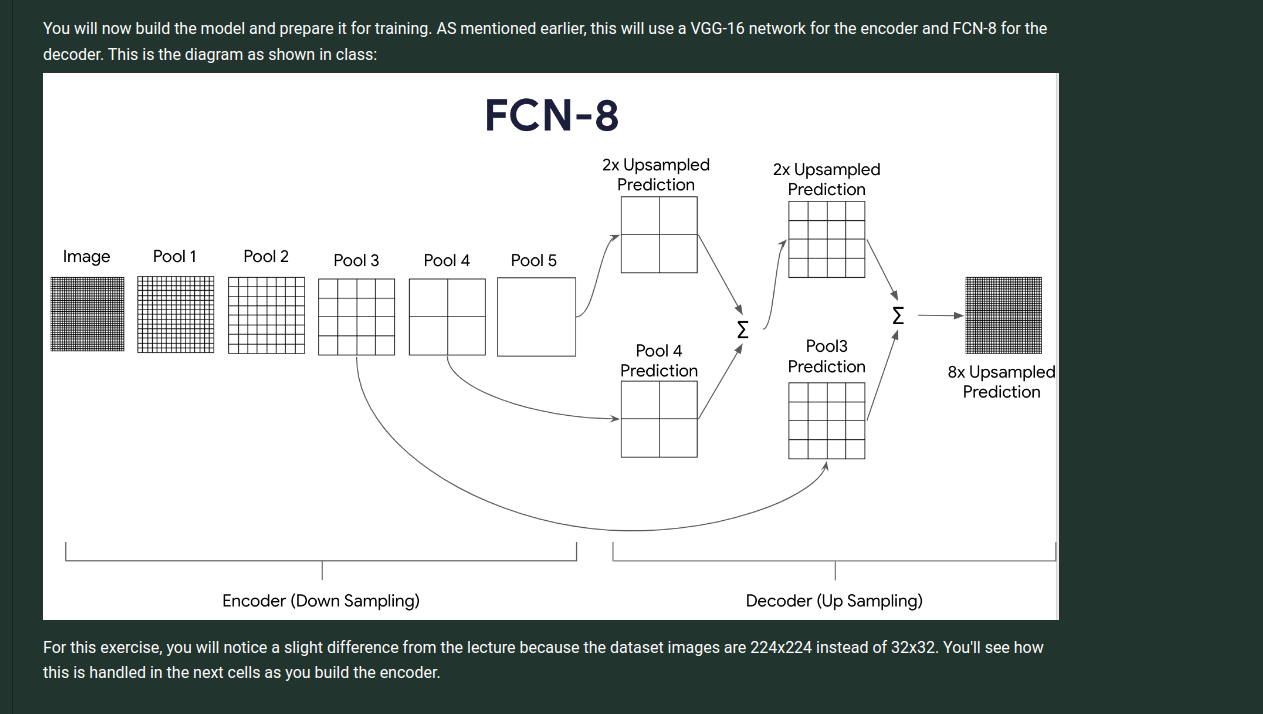 You will now build the model and prepare it for training. AS mentioned earlier, this will use a VGG-16 network for the encoder and FCN-8 for the
decoder. This is the diagram as shown in class:
FCN-8
2x Upsampled
Prediction
2x Upsampled
Prediction
Image
Pool 1
Pool 2
Pool 3
Pool 4
Pool 5
Σ
Σ
Pool 4
Prediction
Pool3
Prediction
8x Upsampled
Prediction
Encoder (Down Sampling)
Decoder (Up Sampling)
For this exercise, you will notice a slight difference from the lecture because the dataset images are 224x224 instead of 32x32. You'll see how
this is handled in the next cells as you build the encoder.